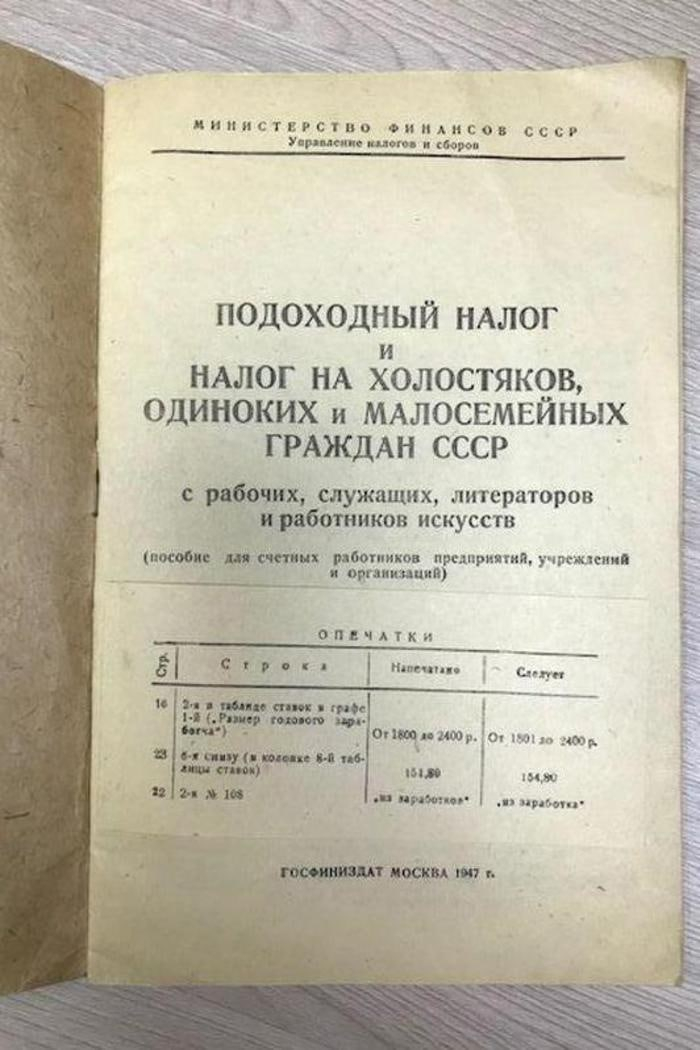 МИНИСТЕРСТВО ФИНАНСОВ СССР
Управление налогов и сборов
ПОДОХОДНЫЙ НАЛОГ
и
НАЛОГ НА ХОЛОСТЯКОВ,
ОДИНОКИХ и МАЛОСЕМЕЙНЫХ
ГРАЖДАН СССР
с рабочих, служащих, литераторов
и работников искусств
(пособие для счетных работников предприятий, учреждений
и организаций)
ОПЕЧАТКИ
Стр. Строка Напечатано Следует
16 2-я в таблице ставок в графе
1-й („Размер годового зара-
ботка“) От 1800 до 2400 р. От 1801 до 2400 р.
23 6-я снизу (в колонке 8-й таб-
лицы ставок) 151,80 154,80
22 2-я № 108 „из заработков“ „из заработка“
ГОСФИНИЗДАТ МОСКВА 1947 г.